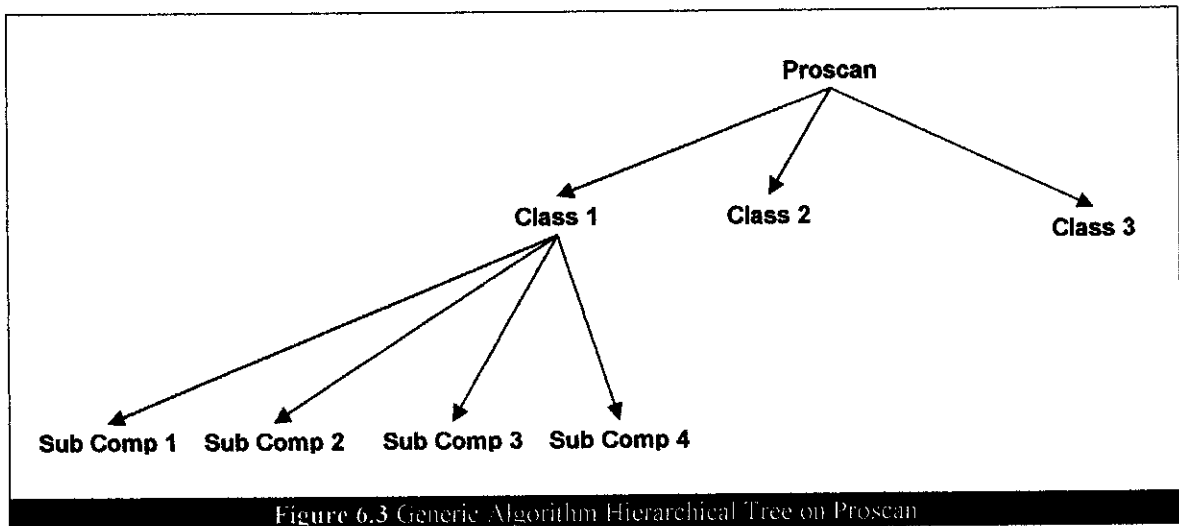 Proscan
Class 1 Class 2 Class 3
Sub Comp 1 Sub Comp 2 Sub Comp 3 Sub Comp 4
Figure 6.3 Generic Algorithm Hierarchical Tree on Proscan